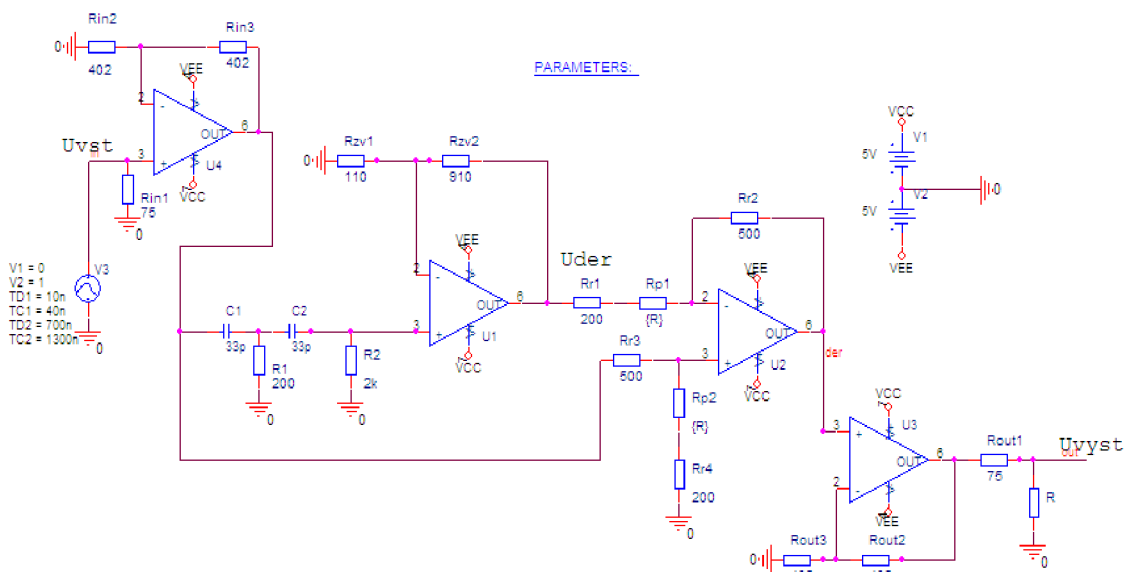 Rin2
Rin3
0
402
402
VEE
2
-
OUT
6
3
+
U4
VCC
Uvst
in
Rin1
75
0
PARAMETERS:
VCC
V1
5V
0
V2
5V
VEE
Rzv1
Rzv2
0
110
910
VEE
2
-
OUT
6
3
+
U1
VCC
Uder
Rr1
200
Rp1
{R}
Rr2
500
VEE
2
-
OUT
6
3
+
U2
VCC
der
V1 = 0
V2 = 1
TD1 = 10n
TC1 = 40n
TD2 = 700n
TC2 = 1300n
V3
0
C1
33p
C2
33p
R1
200
0
R2
2k
0
Rr3
500
Rp2
{R}
Rr4
200
0
VCC
3
+
U3
OUT
6
2
-
VEE
Rout1
75
Uvyst
out
R
0
Rout3
Rout2
0